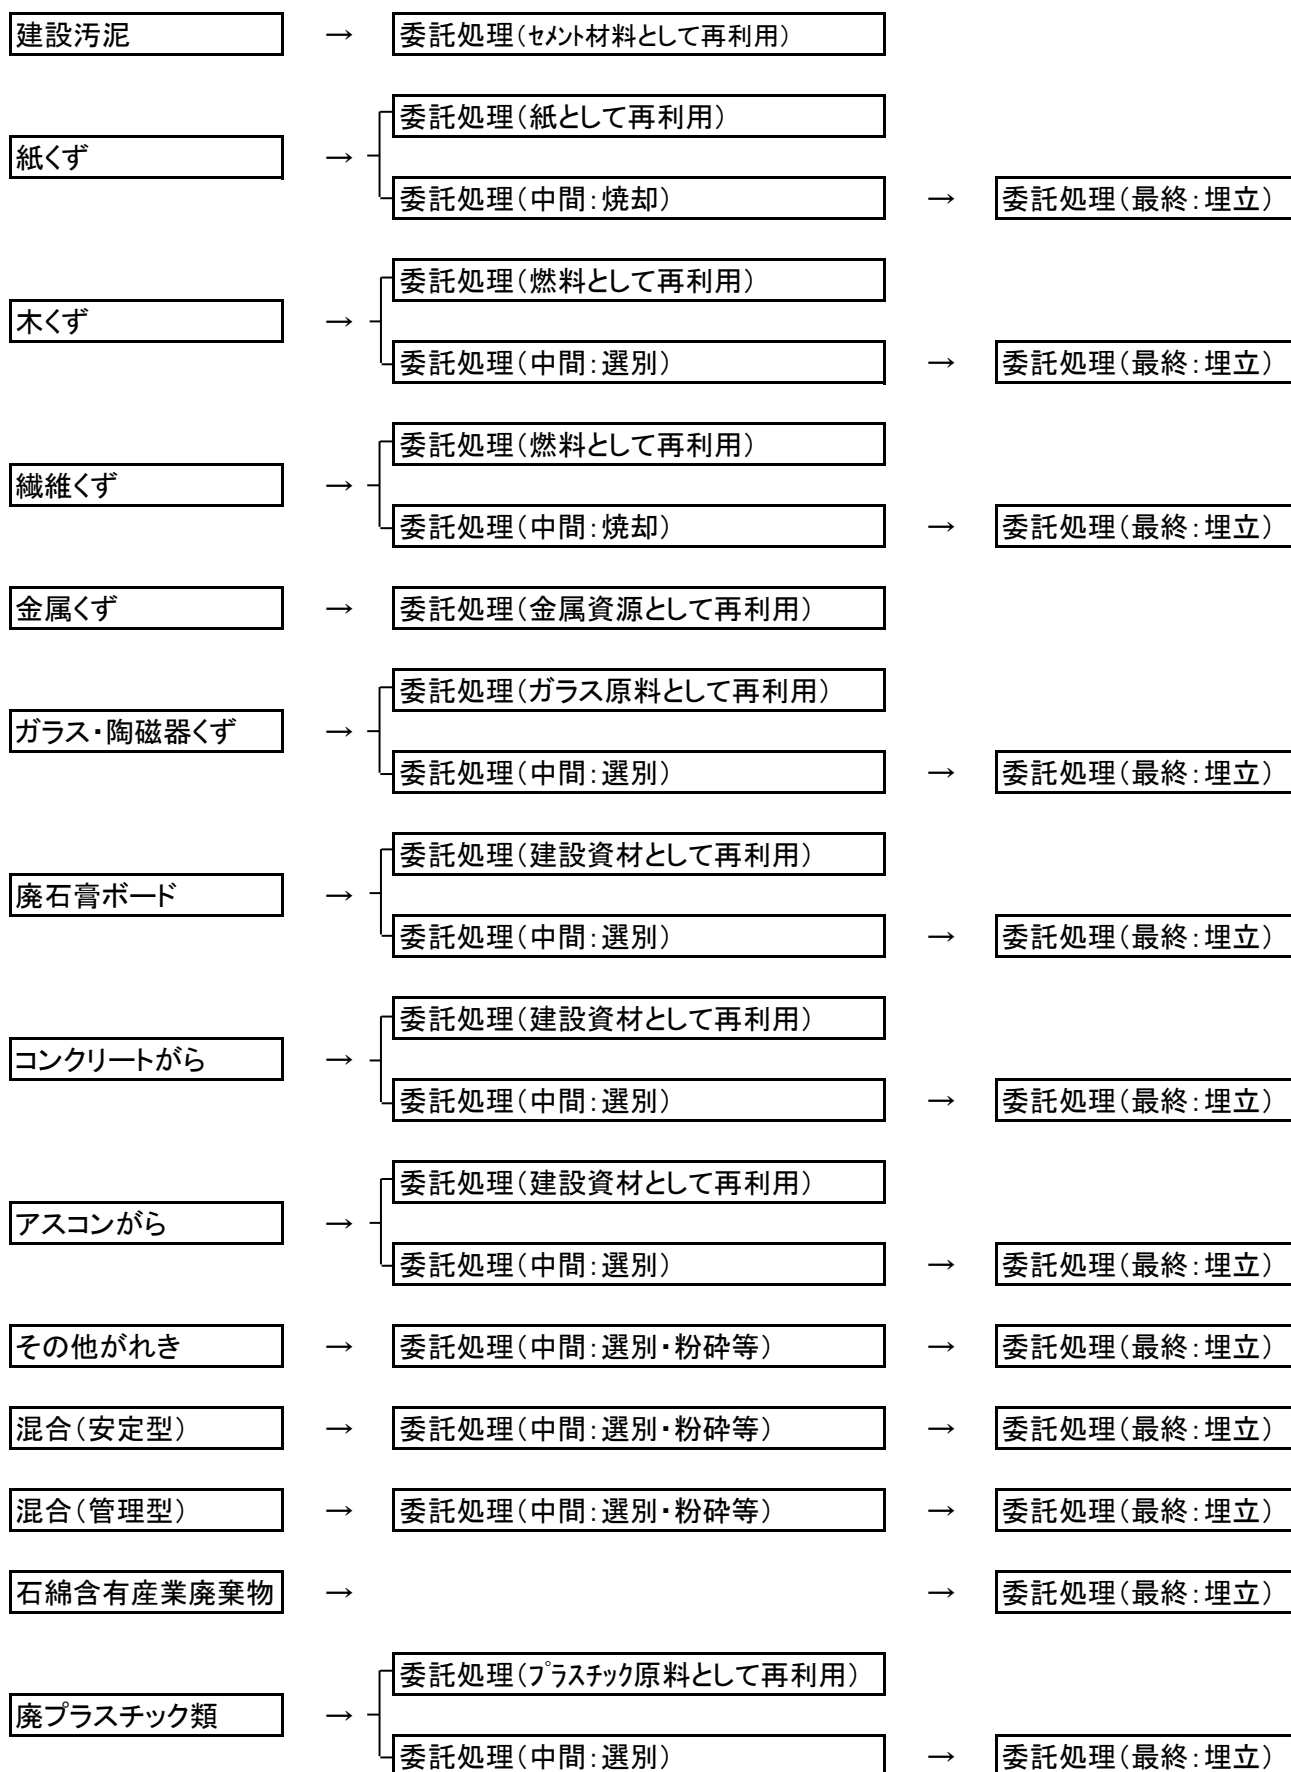 建設汚泥 → 委託処理（ｾﾒﾝﾄ材料として再利用）
委託処理（紙として再利用）
紙くず →
委託処理（中間：焼却） → 委託処理（最終：埋立）
委託処理（燃料として再利用）
木くず →
委託処理（中間：選別） → 委託処理（最終：埋立）
委託処理（燃料として再利用）
繊維くず →
委託処理（中間：焼却） → 委託処理（最終：埋立）
金属くず → 委託処理（金属資源として再利用）
委託処理（ガラス原料として再利用）
ガラス・陶磁器くず →
委託処理（中間：選別） → 委託処理（最終：埋立）
委託処理（建設資材として再利用）
廃石膏ボード →
委託処理（中間：選別） → 委託処理（最終：埋立）
委託処理（建設資材として再利用）
コンクリートがら →
委託処理（中間：選別） → 委託処理（最終：埋立）
委託処理（建設資材として再利用）
アスコンがら →
委託処理（中間：選別） → 委託処理（最終：埋立）
その他がれき → 委託処理（中間：選別・粉砕等） → 委託処理（最終：埋立）
混合（安定型） → 委託処理（中間：選別・粉砕等） → 委託処理（最終：埋立）
混合（管理型） → 委託処理（中間：選別・粉砕等） → 委託処理（最終：埋立）
石綿含有産業廃棄物 → → 委託処理（最終：埋立）
委託処理（ﾌﾟﾗｽﾁｯｸ原料として再利用）
廃プラスチック類 →
委託処理（中間：選別） → 委託処理（最終：埋立）